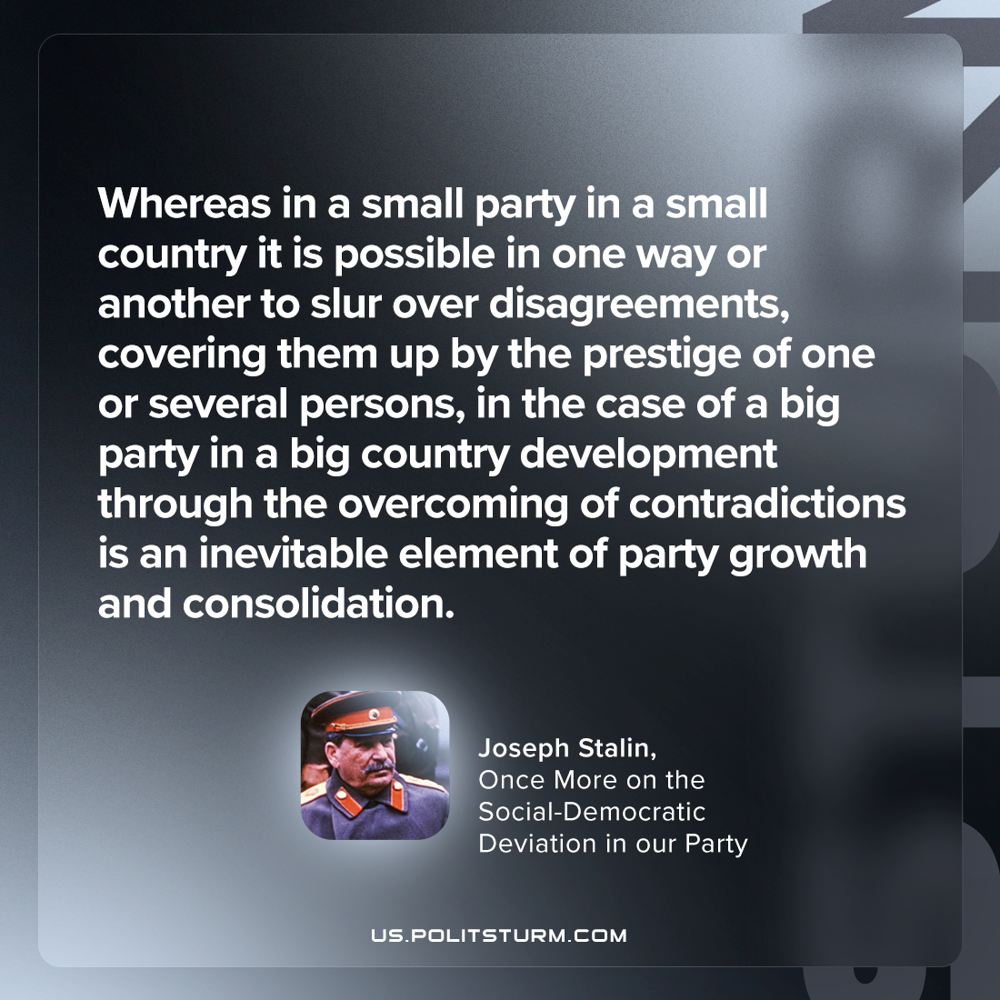 Whereas in a small party in a small
country it is possible in one way or
another to slur over disagreements,
covering them up by the prestige of one
or several persons, in the case of a big
party in a big country development
through the overcoming of contradictions
is an inevitable element of party growth
and consolidation.
Joseph Stalin,
Once More on the
Social-Democratic
Deviation in our Party
US.POLITSTURM.COM